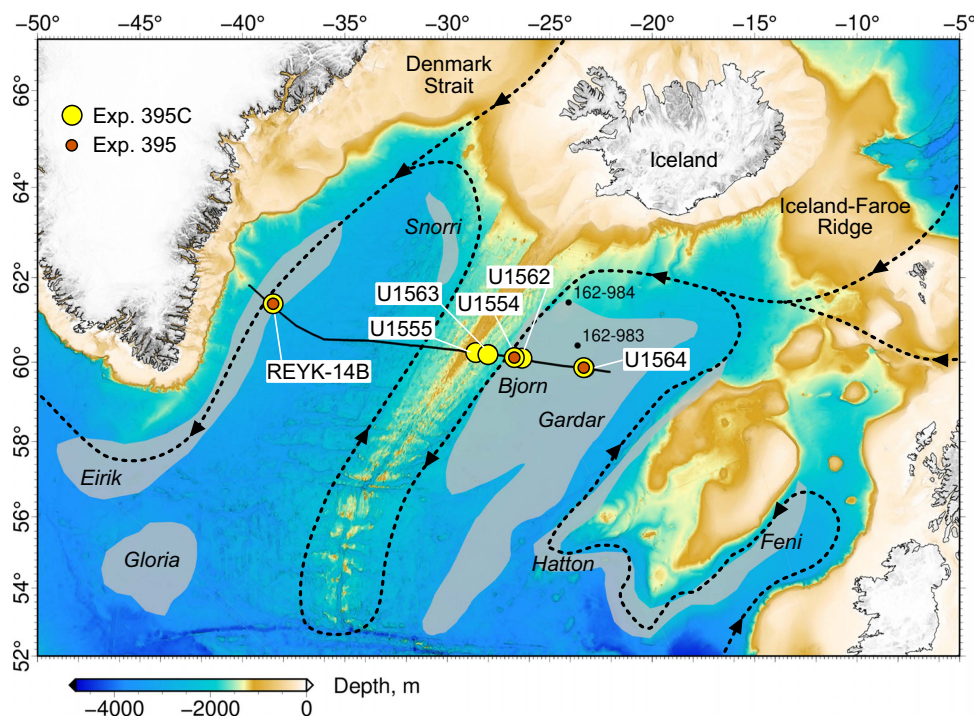 −50° −45° −40° −35° −30° −25° −20° −15° −10° −5°
66°
64°
62°
60°
58°
56°
54°
52°
Exp. 395C
Exp. 395
Denmark
Strait
Iceland
Iceland-Faroe
Ridge
Snorri
U1562
U1563
U1554
U1555
162-984
162-983
U1564
REYK-14B
Bjorn
Gardar
Eirik
Gloria
Hatton
Feni
Depth, m
−4000 −2000 0